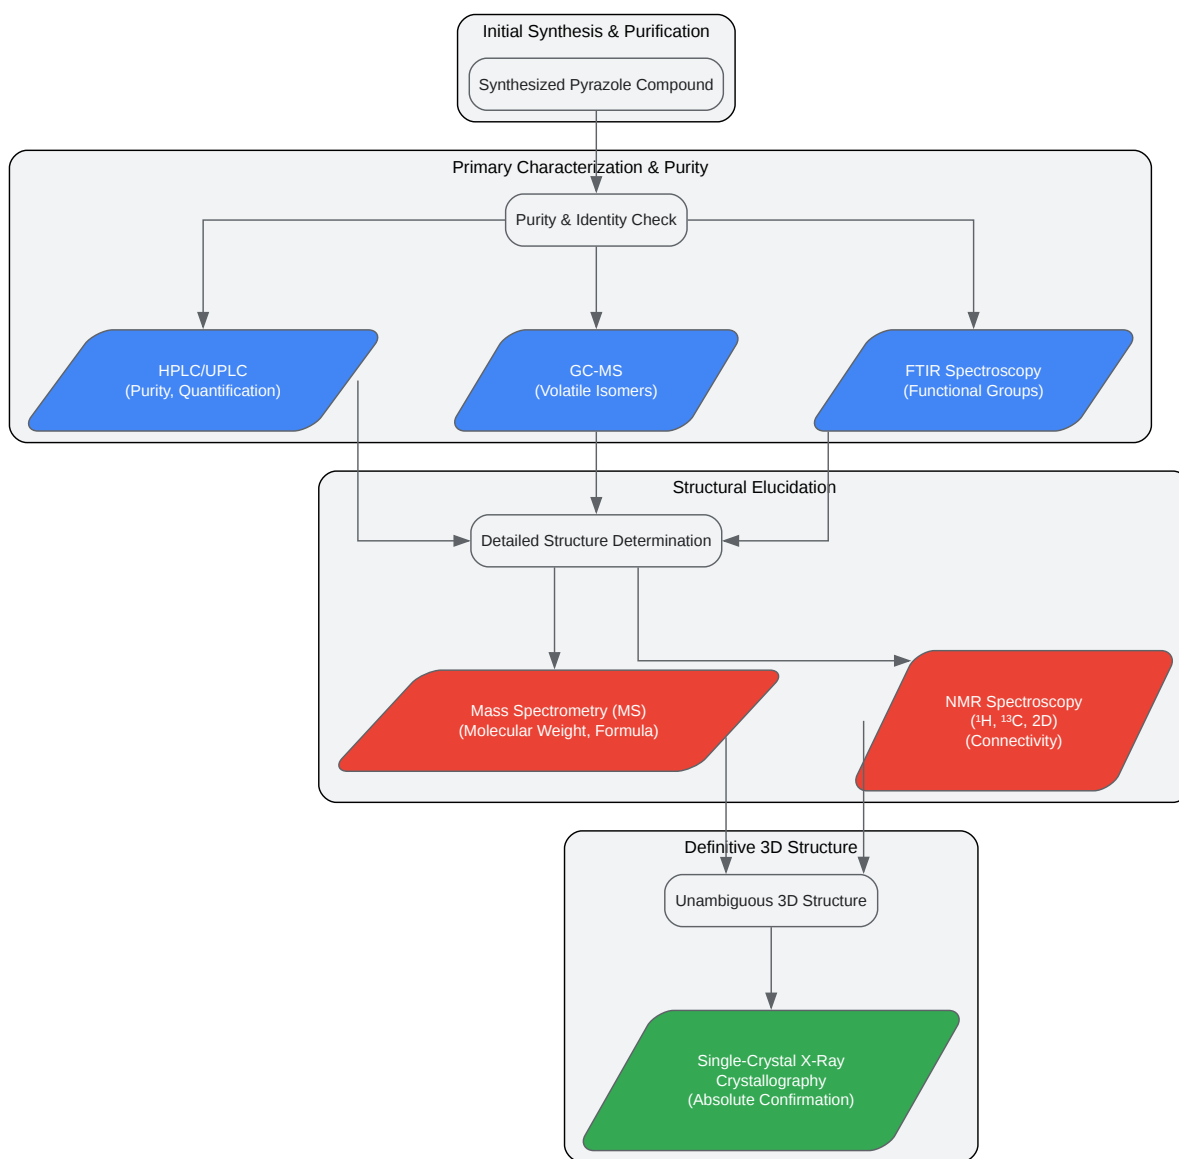 Initial Synthesis & Purification
Synthesized Pyrazole Compound
Primary Characterization & Purity
Purity & Identity Check
HPLC/UPLC
(Purity, Quantification)
GC-MS
(Volatile Isomers)
FTIR Spectroscopy
(Functional Groups)
Structural Elucidation
Detailed Structure Determination
Mass Spectrometry (MS)
(Molecular Weight, Formula)
NMR Spectroscopy
(¹H, ¹³C, 2D)
(Connectivity)
Definitive 3D Structure
Unambiguous 3D Structure
Single-Crystal X-Ray
Crystallography
(Absolute Confirmation)